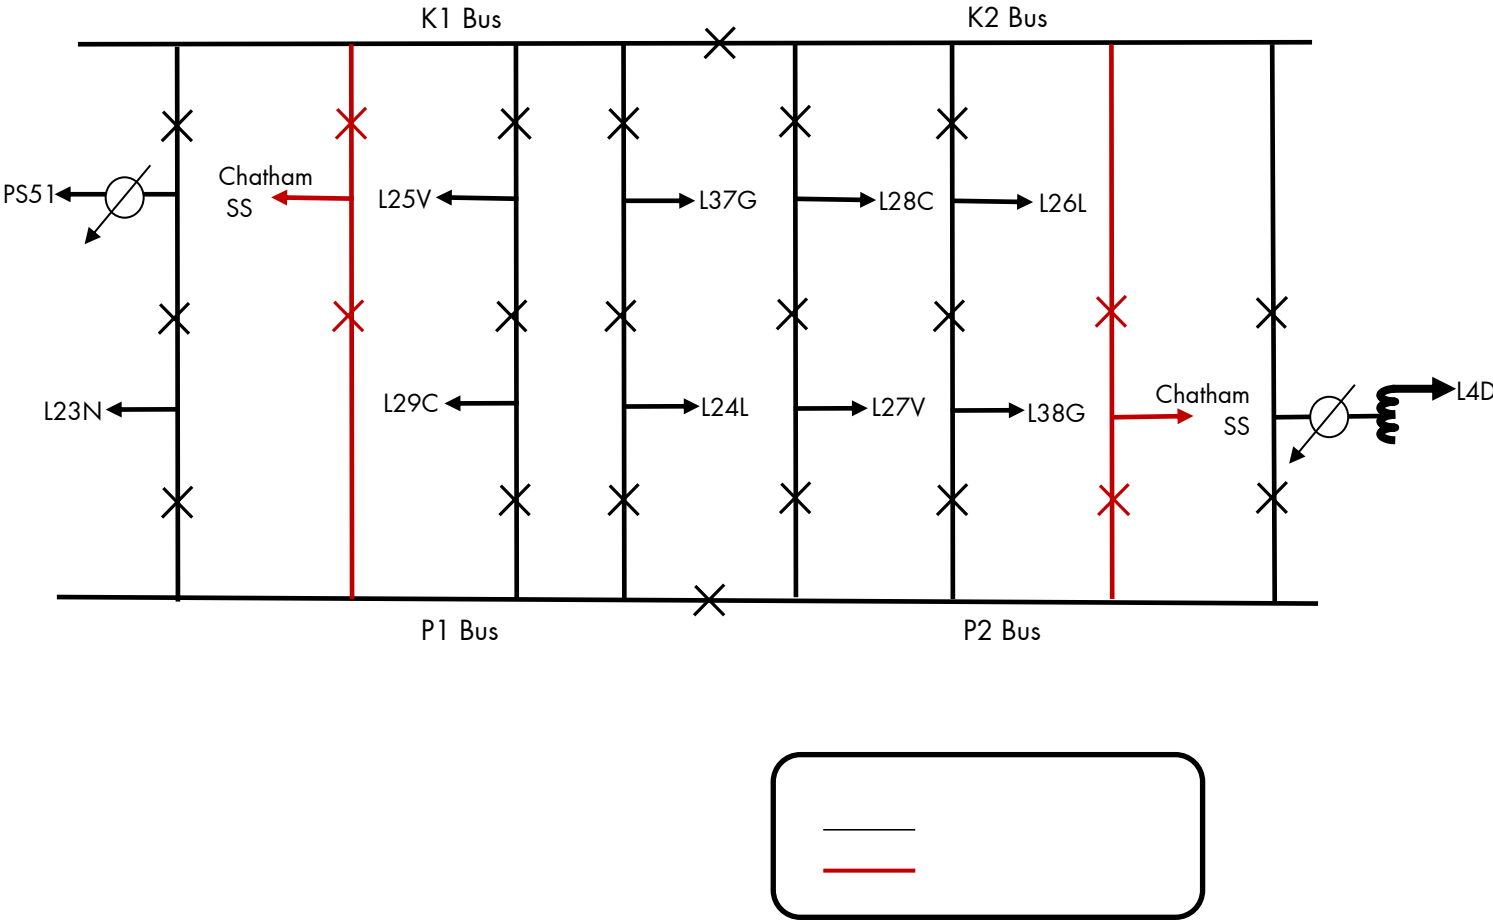 K1 Bus
K2 Bus
PS51
Chatham
SS
L25V
L37G
L28C
L26L
L23N
L29C
L24L
L27V
L38G
Chatham
SS
L4D
P1 Bus
P2 Bus